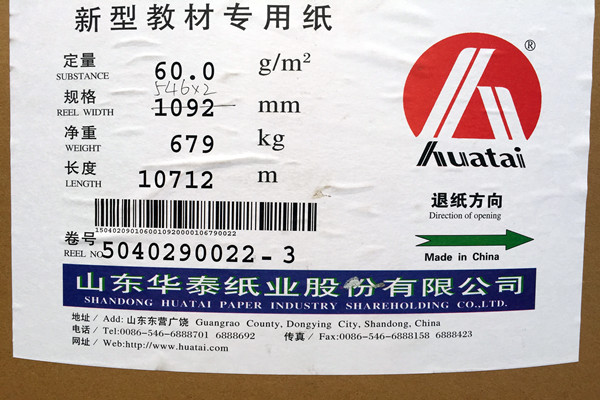 新型教材专用纸
定量 60.0 g/m²
SUBSTANCE
546×2
规格 1092 mm
REEL WIDTH
净重 679 kg
WEIGHT
长度 10712 m
LENGTH
®
huatai
退纸方向
Direction of opening
Made in China
15040209010600109200001067900​22
卷号 5040290022-3
REEL NO
山东华泰纸业股份有限公司
SHANDONG HUATAI PAPER INDUSTRY SHAREHOLDING CO.,LTD.
地址 / Add: 山东东营广饶 Guangrao County, Dongying City, Shandong, China
电话 / Tel:0086-546-6888701 6888692 传真 / Fax:0086-546-6888158 6888423
网址 / Web:http://www.huatai.com